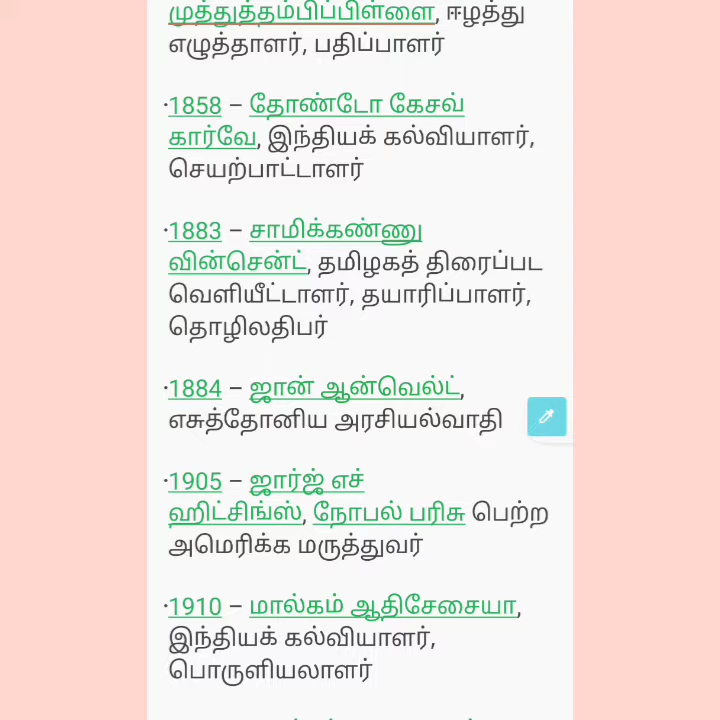 முத்துத்தம்பிப்பிள்ளை, ஈழத்து
எழுத்தாளர், பதிப்பாளர்
·1858 – தோண்டோ கேசவ்
கார்வே, இந்தியக் கல்வியாளர்,
செயற்பாட்டாளர்
·1883 – சாமிக்கண்ணு
வின்சென்ட், தமிழகத் திரைப்பட
வெளியீட்டாளர், தயாரிப்பாளர்,
தொழிலதிபர்
·1884 – ஜான் ஆன்வெல்ட்,
எசுத்தோனிய அரசியல்வாதி
·1905 – ஜார்ஜ் எச்
ஹிட்சிங்ஸ், நோபல் பரிசு பெற்ற
அமெரிக்க மருத்துவர்
·1910 – மால்கம் ஆதிசேசையா,
இந்தியக் கல்வியாளர்,
பொருளியலாளர்